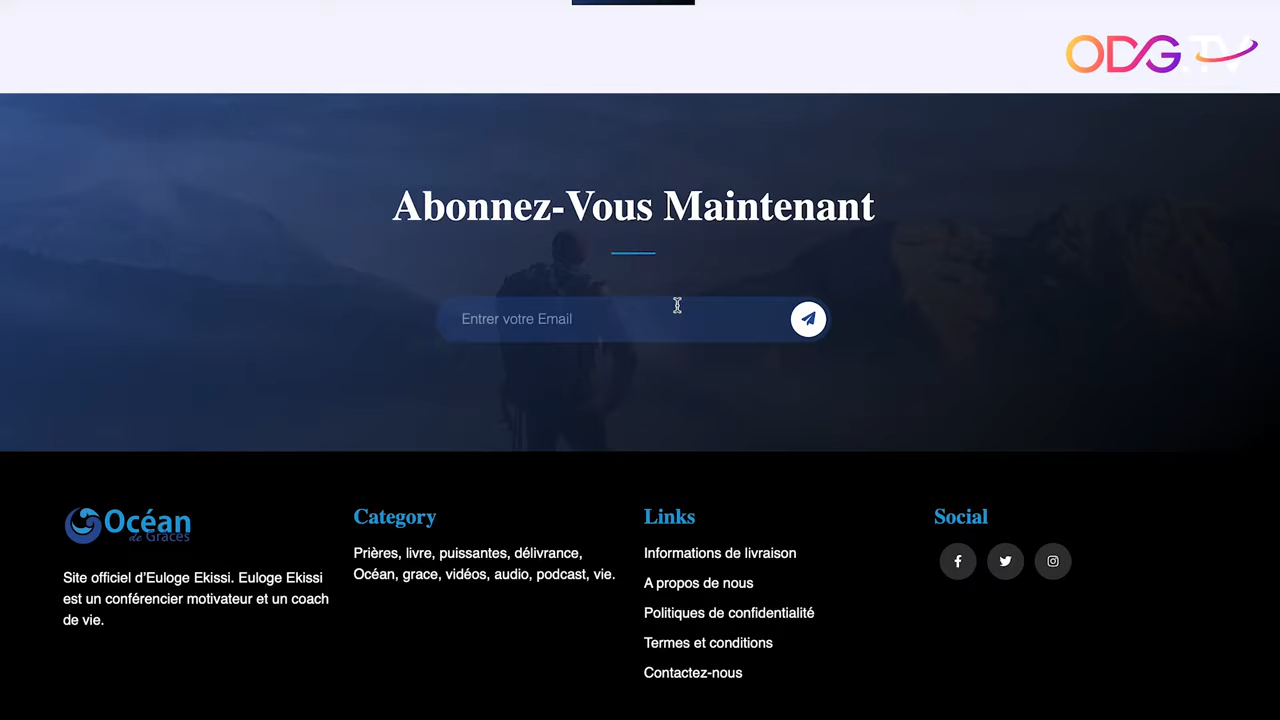 ODG.TV
Abonnez-Vous Maintenant
Entrer votre Email
Océan
de Grâces
Site officiel d’Euloge Ekissi. Euloge Ekissi
est un conférencier motivateur et un coach
de vie.
Category
Prières, livre, puissantes, délivrance,
Océan, grace, vidéos, audio, podcast, vie.
Links
Informations de livraison
A propos de nous
Politiques de confidentialité
Termes et conditions
Contactez-nous
Social